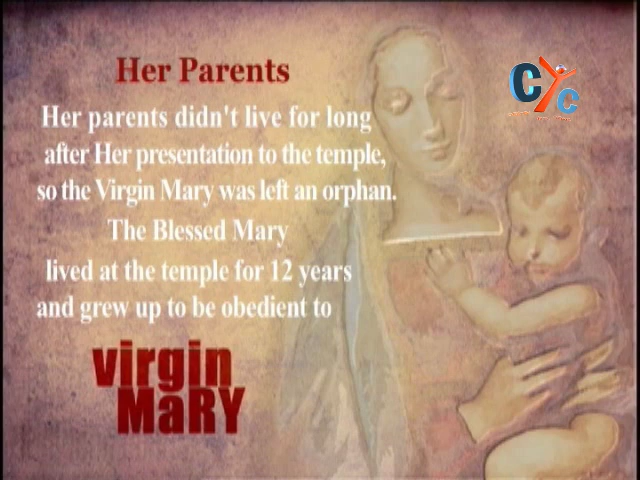 Her Parents
CYC
Her parents didn't live for long
after Her presentation to the temple,
so the Virgin Mary was left an orphan.
The Blessed Mary
lived at the temple for 12 years
and grew up to be obedient to
virgin
MaRY